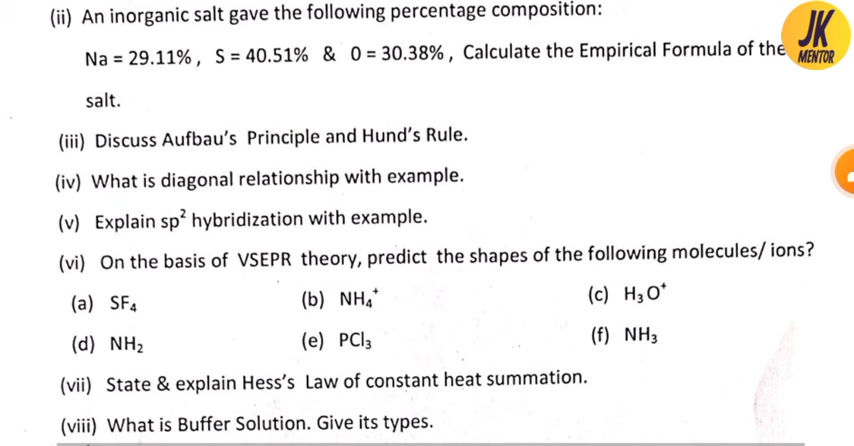 (ii) An inorganic salt gave the following percentage composition:
JK
MENTOR
Na = 29.11% , S = 40.51% & 0 = 30.38% , Calculate the Empirical Formula of the
salt.
(iii) Discuss Aufbau's Principle and Hund's Rule.
(iv) What is diagonal relationship with example.
(v) Explain sp² hybridization with example.
(vi) On the basis of VSEPR theory, predict the shapes of the following molecules/ ions?
(a) SF₄ (b) NH₄⁺ (c) H₃O⁺
(d) NH₂ (e) PCl₃ (f) NH₃
(vii) State & explain Hess's Law of constant heat summation.
(viii) What is Buffer Solution. Give its types.